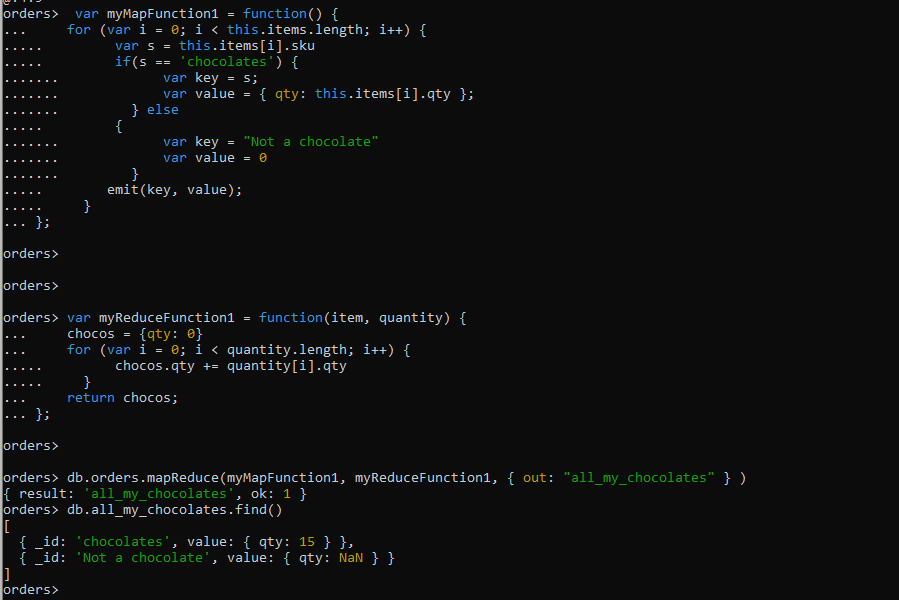 orders>  var myMapFunction1 = function() {
...     for (var i = 0; i < this.items.length; i++) {
.....         var s = this.items[i].sku
.....         if(s == 'chocolates') {
.......             var key = s;
.......             var value = { qty: this.items[i].qty };
.......         } else
.....         {
.......             var key = "Not a chocolate"
.......             var value = 0
.......         }
.....        emit(key, value);
.....     }
... };
orders>
orders>
orders> var myReduceFunction1 = function(item, quantity) {
...     chocos = {qty: 0}
...     for (var i = 0; i < quantity.length; i++) {
.....         chocos.qty += quantity[i].qty
.....     }
...     return chocos;
... };
orders>
orders> db.orders.mapReduce(myMapFunction1, myReduceFunction1, { out: "all_my_chocolates" } )
{ result: 'all_my_chocolates', ok: 1 }
orders> db.all_my_chocolates.find()
[
  { _id: 'chocolates', value: { qty: 15 } },
  { _id: 'Not a chocolate', value: { qty: NaN } }
]
orders>